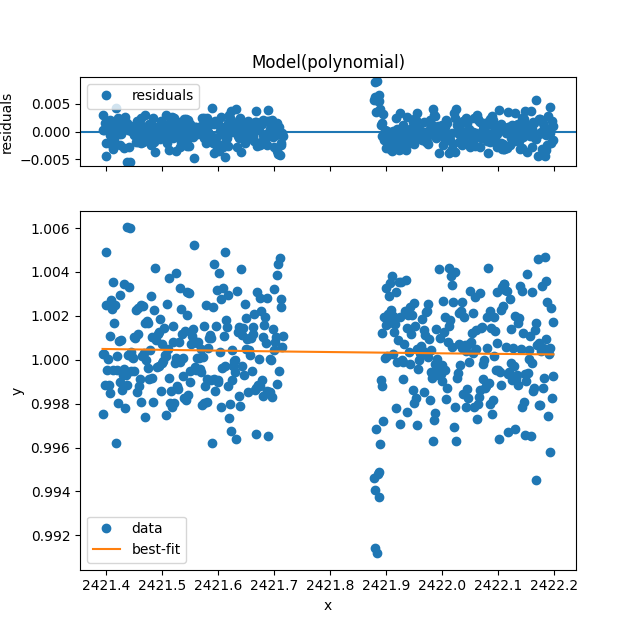 Model(polynomial)
residuals
0.005
0.000
−0.005
residuals
1.006
1.004
1.002
1.000
0.998
0.996
0.994
0.992
y
data
best-fit
2421.4 2421.5 2421.6 2421.7 2421.8 2421.9 2422.0 2422.1 2422.2
x